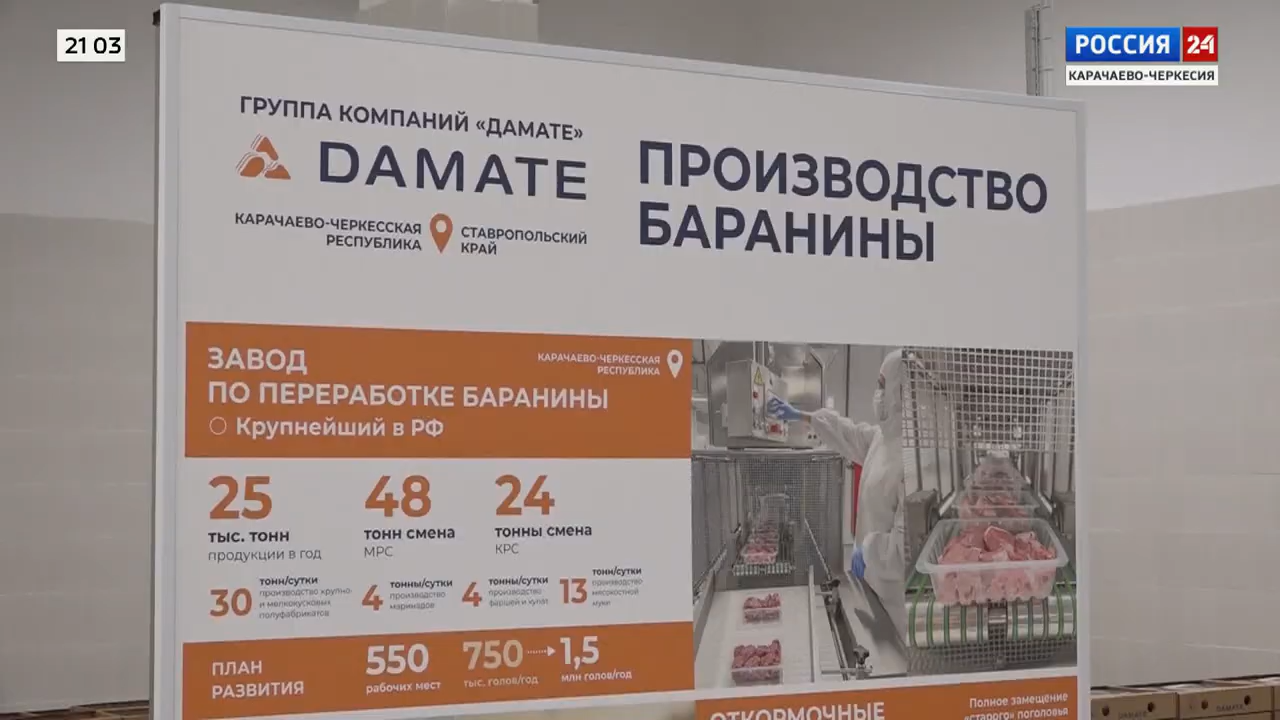 21 03
РОССИЯ 24
КАРАЧАЕВО-ЧЕРКЕСИЯ
ГРУППА КОМПАНИЙ «ДАМАТЕ»
DAMATE
КАРАЧАЕВО-ЧЕРКЕССКАЯ
РЕСПУБЛИКА
СТАВРОПОЛЬСКИЙ
КРАЙ
ПРОИЗВОДСТВО
БАРАНИНЫ
ЗАВОД
ПО ПЕРЕРАБОТКЕ БАРАНИНЫ
Крупнейший в РФ
КАРАЧАЕВО-ЧЕРКЕССКАЯ
РЕСПУБЛИКА
25
тыс. тонн
продукции в год
48
тонн смена
МРС
24
тонны смена
КРС
30
тонн/сутки
производство крупно-
и мелкокусковых
полуфабрикатов
4
тонны/сутки
производство
маринадов
4
тонны/сутки
производство
фаршей и купат
13
тонн/сутки
производство
мясокостной
муки
ПЛАН
РАЗВИТИЯ
550
рабочих мест
750
тыс. голов/год
1,5
млн голов/год
ОТКОРМОЧНЫЕ
Полное замещение
«старого» поголовья
DAMATE
DAMATE